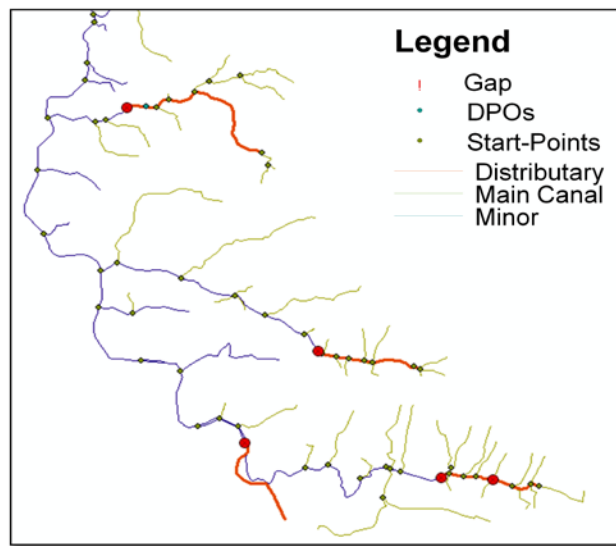 Legend
Gap
DPOs
Start-Points
Distributary
Main Canal
Minor